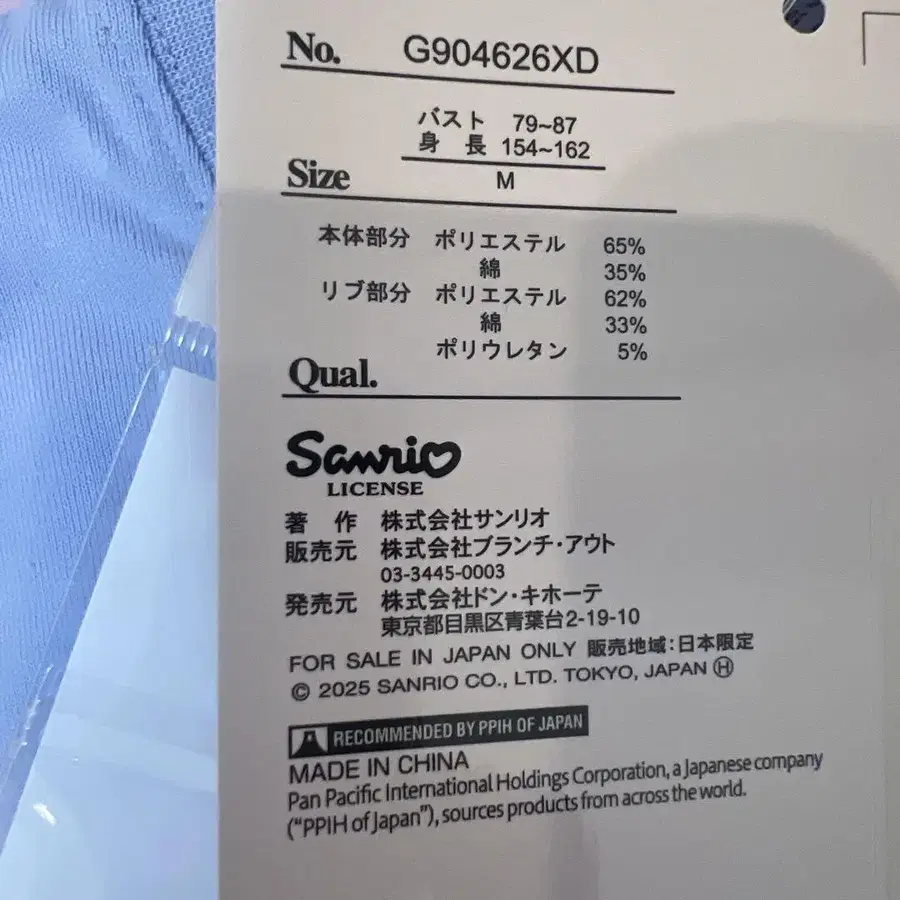 No. G904626XD
バスト 79~87
身 長 154~162
Size M
本体部分 ポリエステル 65%
綿 35%
リブ部分 ポリエステル 62%
綿 33%
ポリウレタン 5%
Qual.
Sanrio
LICENSE
著 作 株式会社サンリオ
販売元 株式会社ブランチ・アウト
03-3445-0003
発売元 株式会社ドン・キホーテ
東京都目黒区青葉台2-19-10
FOR SALE IN JAPAN ONLY 販売地域:日本限定
© 2025 SANRIO CO., LTD. TOKYO, JAPAN Ⓗ
RECOMMENDED BY PPIH OF JAPAN
MADE IN CHINA
Pan Pacific International Holdings Corporation, a Japanese company
("PPIH of Japan"), sources products from across the world.